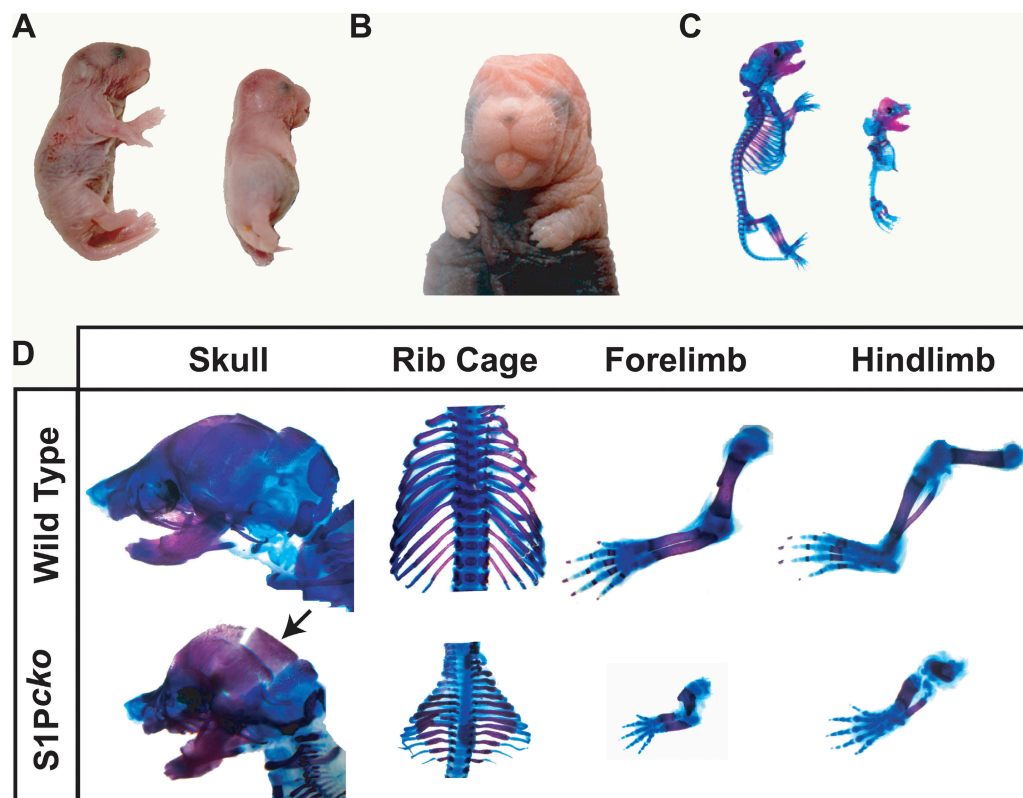 A
B
C
D
Skull
Rib Cage
Forelimb
Hindlimb
Wild Type
S1Pcko